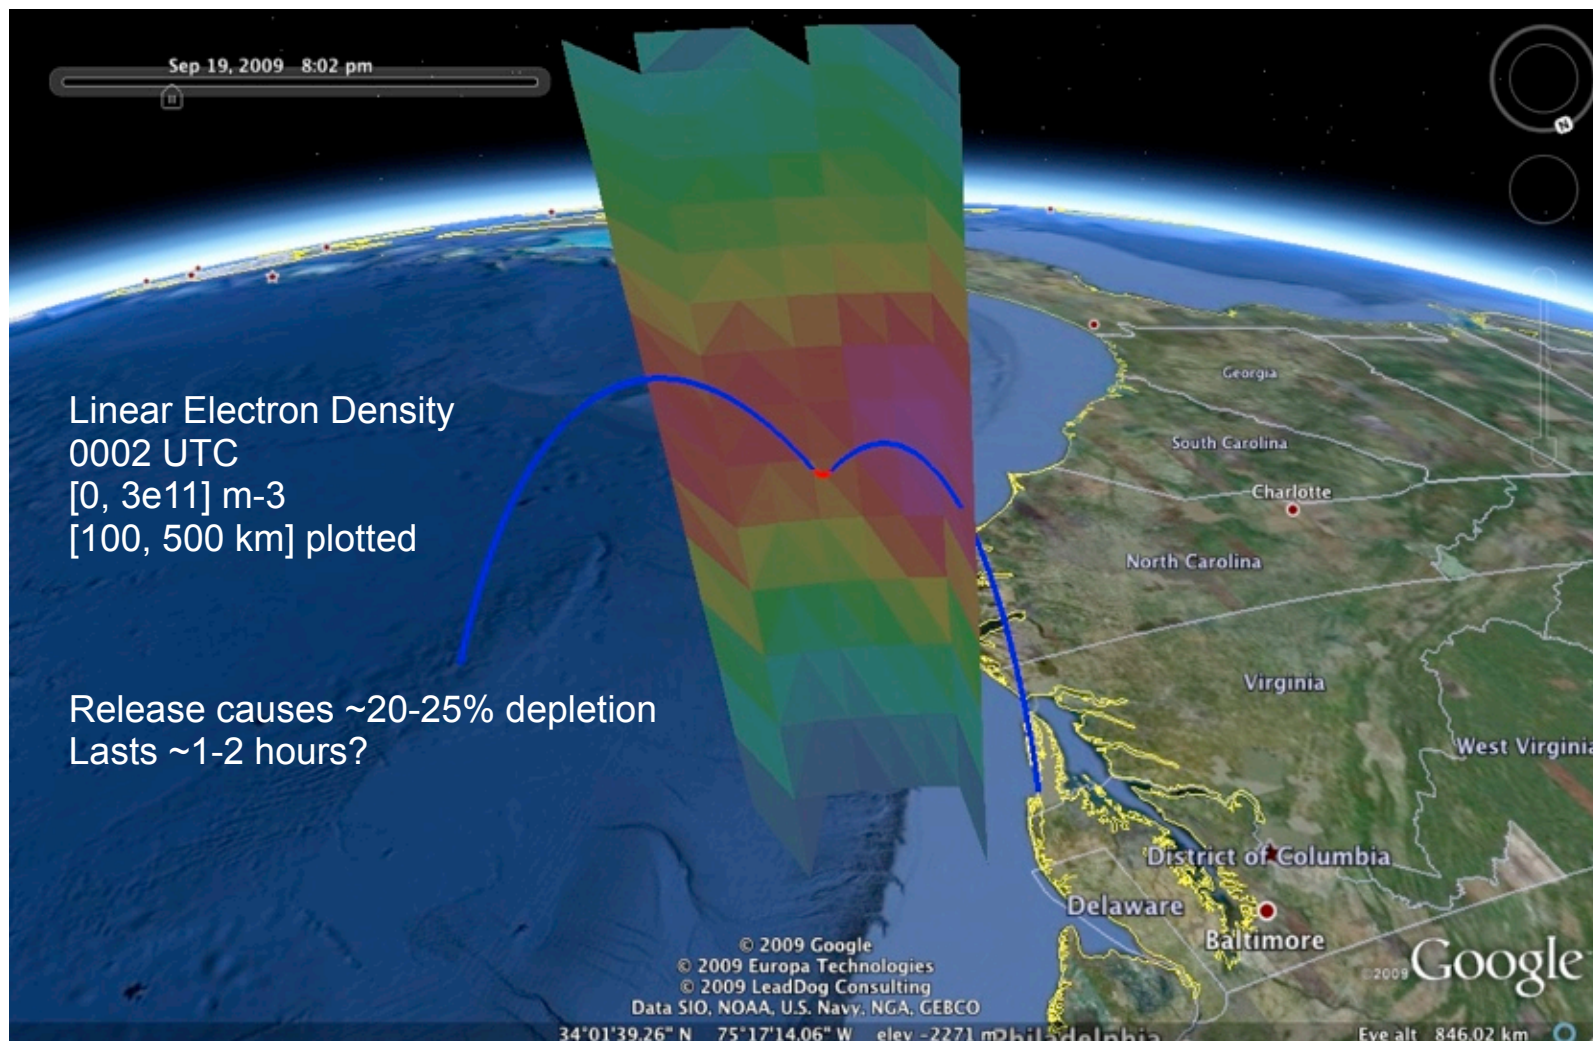 Sep 19, 2009 8:02 pm
N
Linear Electron Density
0002 UTC
[0, 3e11] m-3
[100, 500 km] plotted
Release causes ~20-25% depletion
Lasts ~1-2 hours?
Georgia
South Carolina
Charlotte
North Carolina
Virginia
West Virginia
District of Columbia
Delaware
Baltimore
© 2009 Google
© 2009 Europa Technologies
© 2009 LeadDog Consulting
Data SIO, NOAA, U.S. Navy, NGA, GEBCO
©2009 Google
34°01'39.26" N 75°17'14.06" W elev -2271 m
Philadelphia
Eye alt 846.02 km